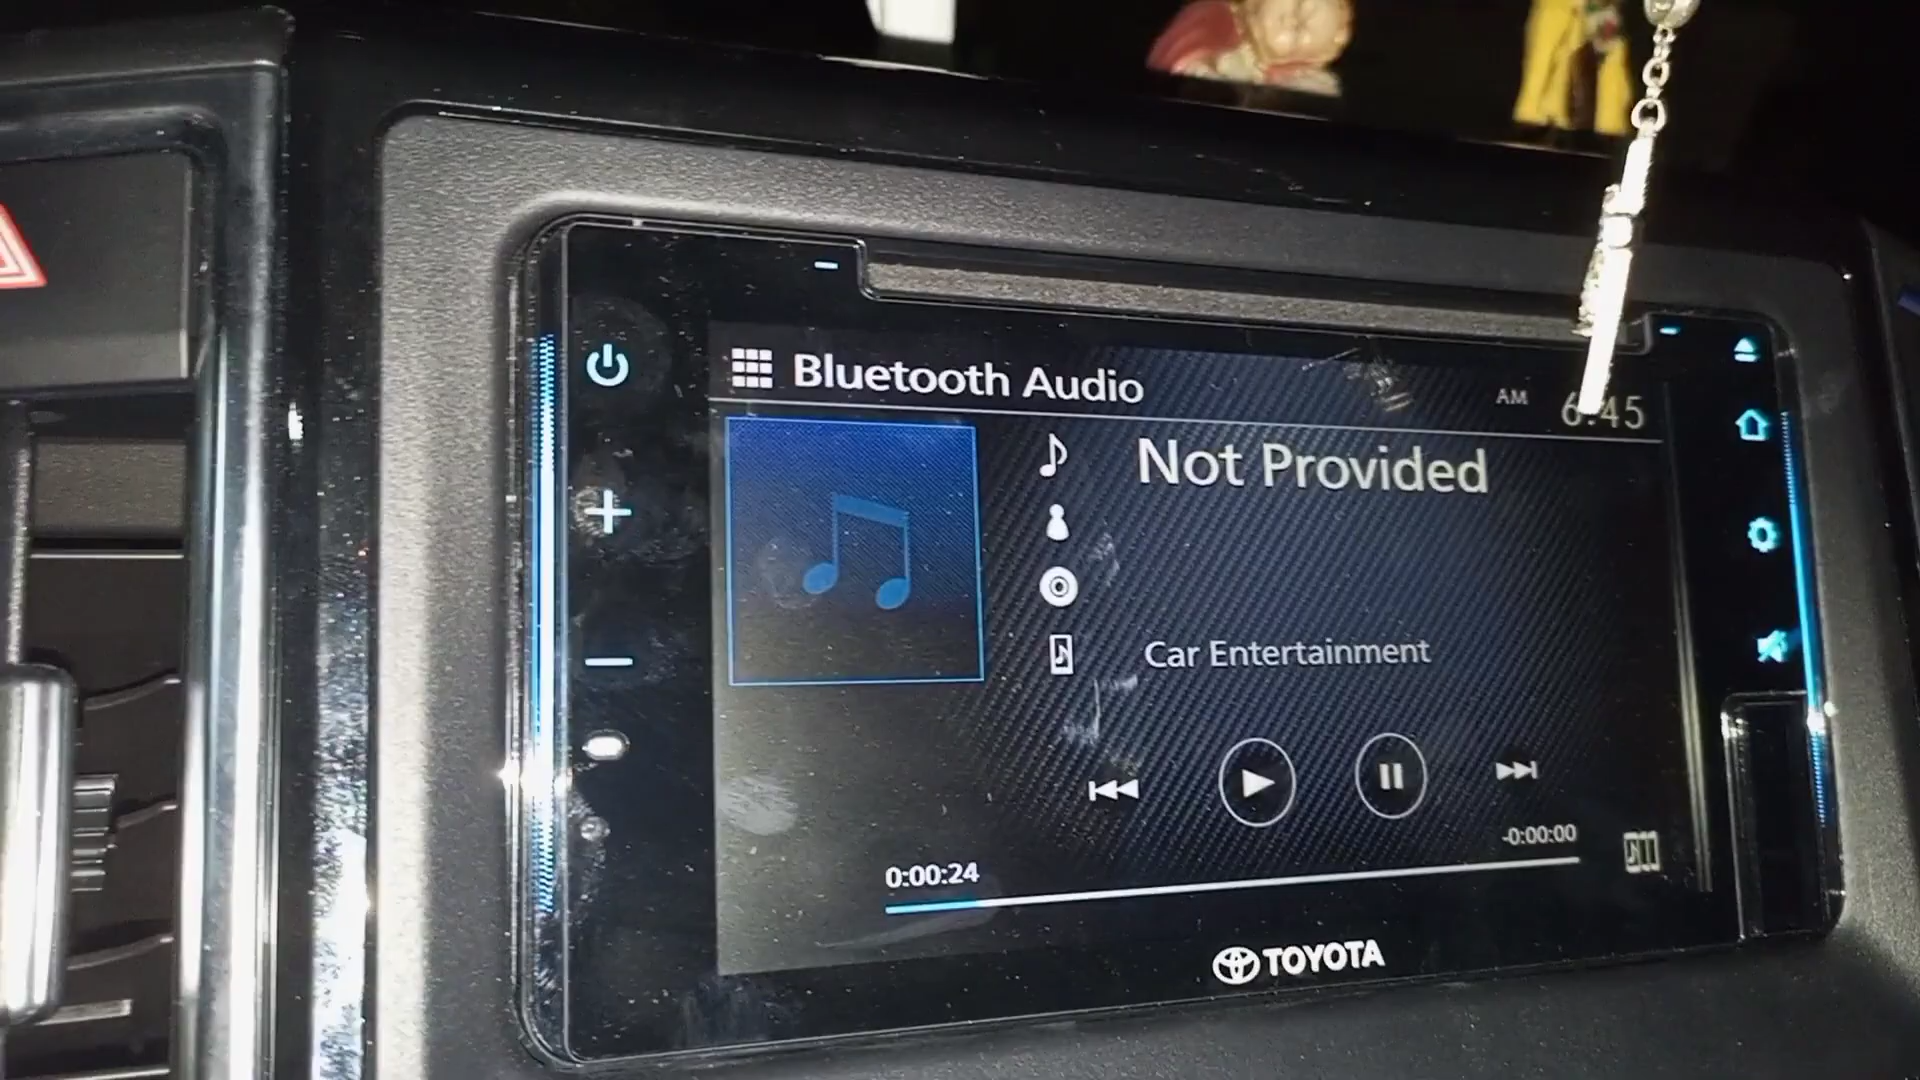 Bluetooth Audio
AM 6:45
Not Provided
Car Entertainment
-0:00:00
0:00:24
TOYOTA